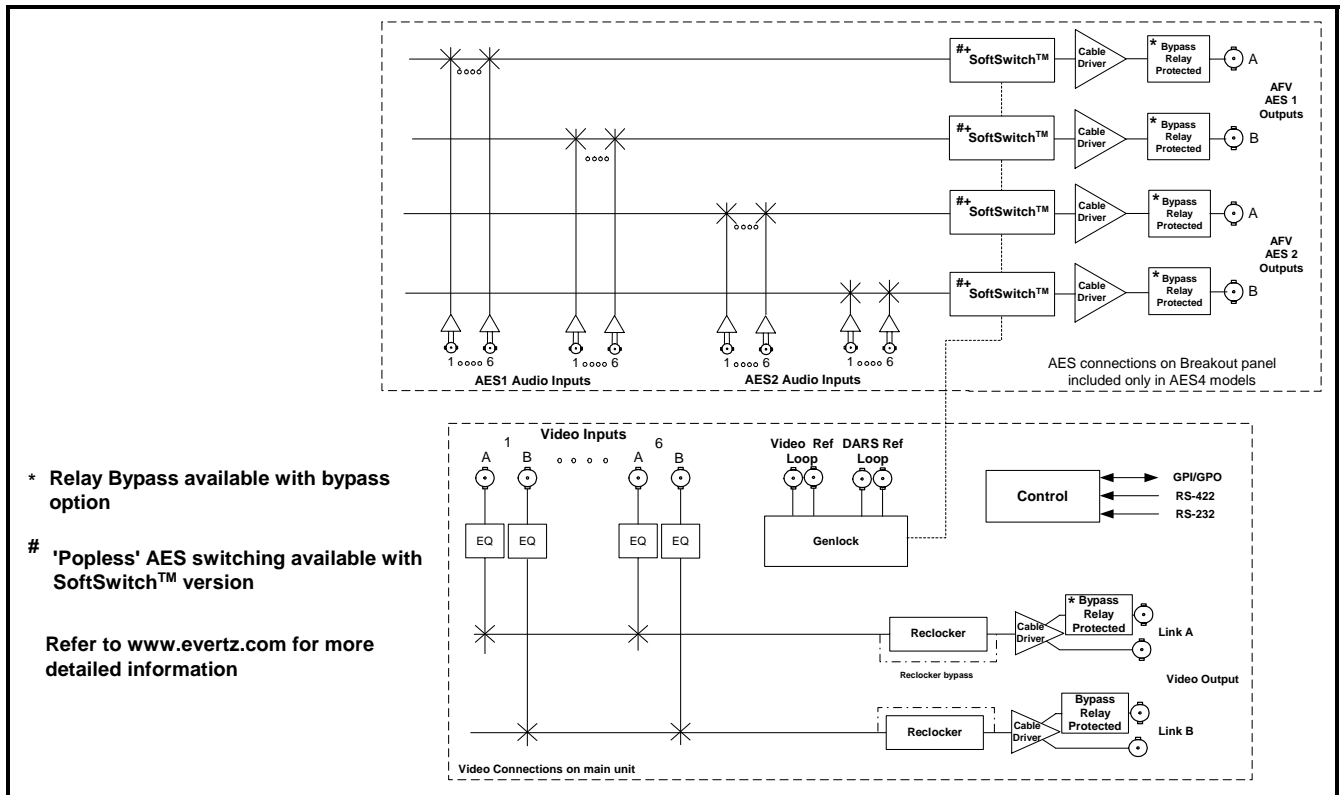 #+
SoftSwitch™
Cable
Driver
* Bypass
Relay
Protected
A
#+
SoftSwitch™
Cable
Driver
* Bypass
Relay
Protected
B
AFV
AES 1
Outputs
#+
SoftSwitch™
Cable
Driver
* Bypass
Relay
Protected
A
#+
SoftSwitch™
Cable
Driver
* Bypass
Relay
Protected
B
AFV
AES 2
Outputs
1 6
1 6
1 6
1 6
AES1 Audio Inputs
AES2 Audio Inputs
AES connections on Breakout panel
included only in AES4 models
Video Inputs
1
6
A
B
A
B
EQ
EQ
EQ
EQ
Video Ref
Loop
DARS Ref
Loop
Genlock
Control
GPI/GPO
RS-422
RS-232
* Relay Bypass available with bypass
option
# 'Popless' AES switching available with
SoftSwitch™ version
Refer to www.evertz.com for more
detailed information
Reclocker
Reclocker bypass
Cable
Driver
* Bypass
Relay
Protected
Link A
Video Output
Reclocker
Cable
Driver
Bypass
Relay
Protected
Link B
Video Connections on main unit